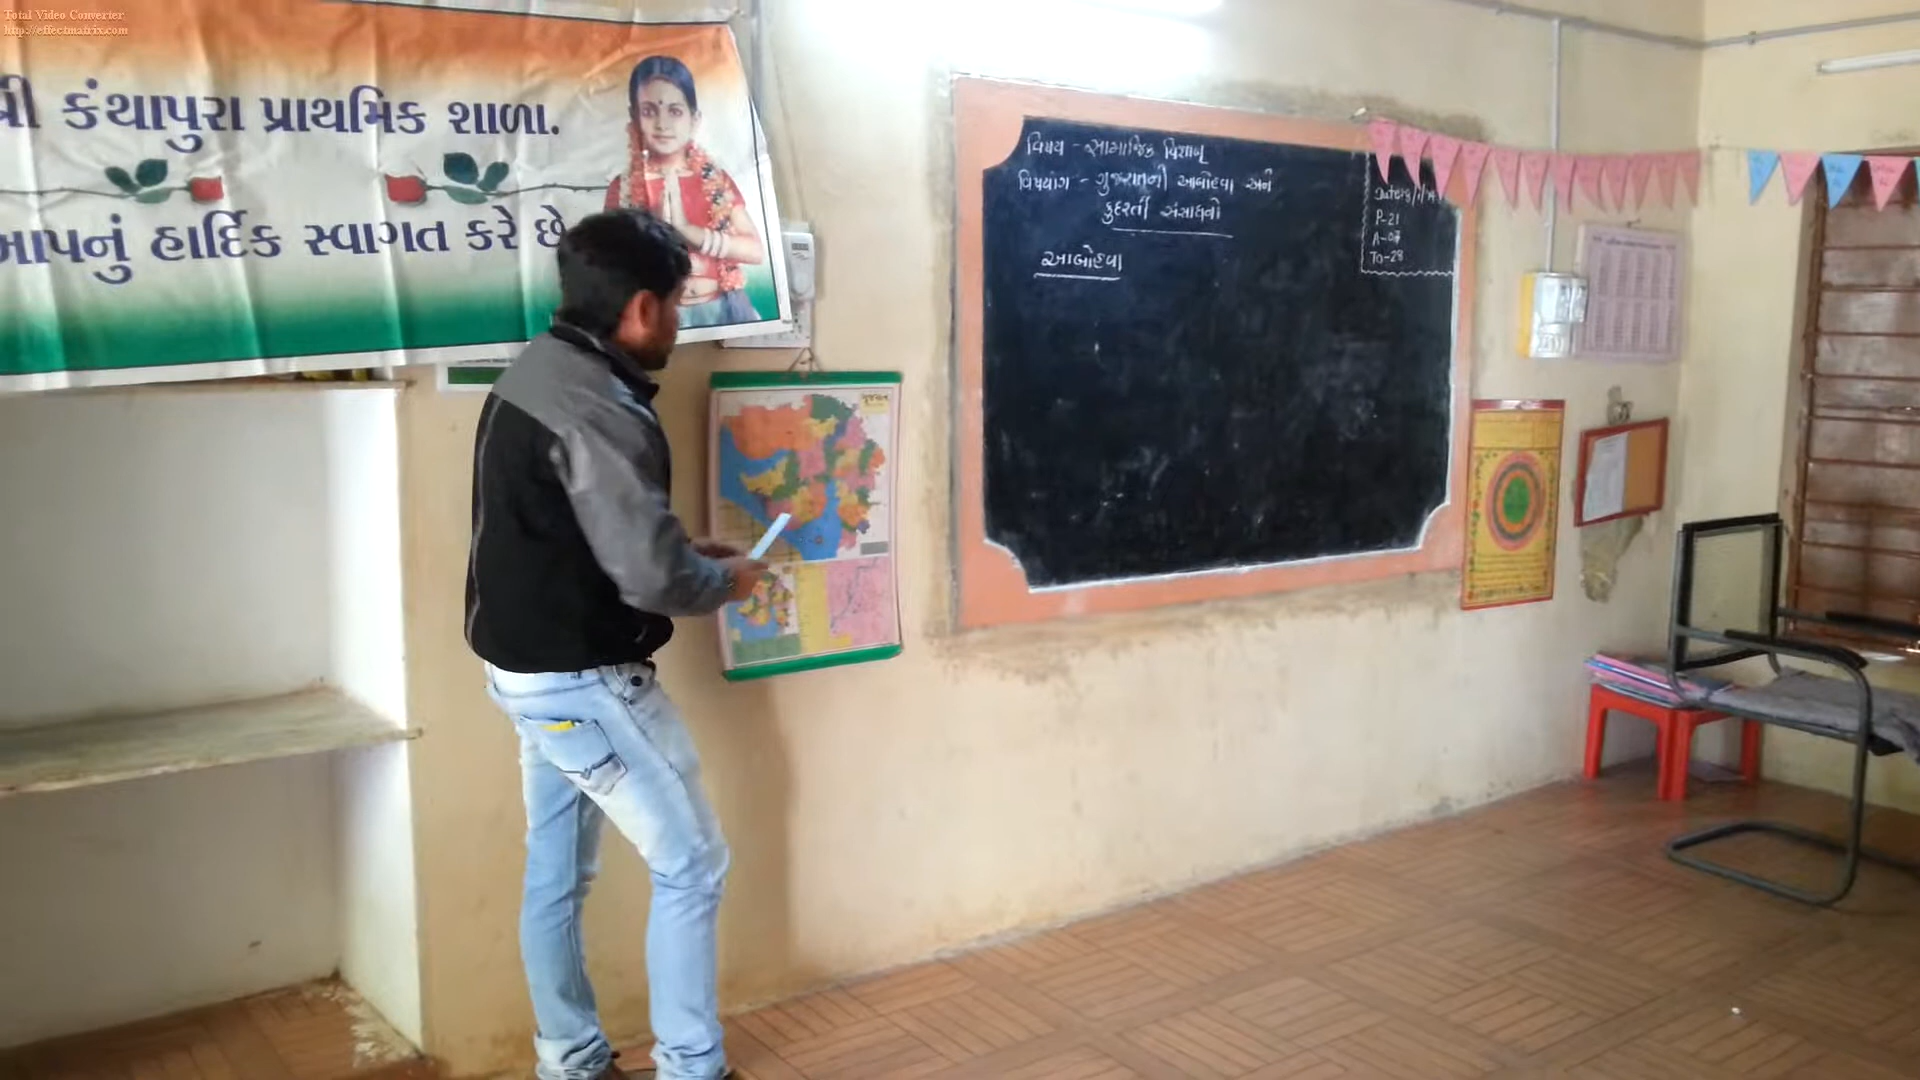 Total Video Converter
http://effectmatrix.com
શ્રી કંથાપુરા પ્રાથમિક શાળા.
આપનું હાર્દિક સ્વાગત કરે છે
વિષય - સામાજિક વિજ્ઞાન
વિષયાંગ - ગુજરાતની આબોહવા અને
કુદરતી સંસાધનો
આબોહવા
P-21
A-07
To-28
ગુજરાત